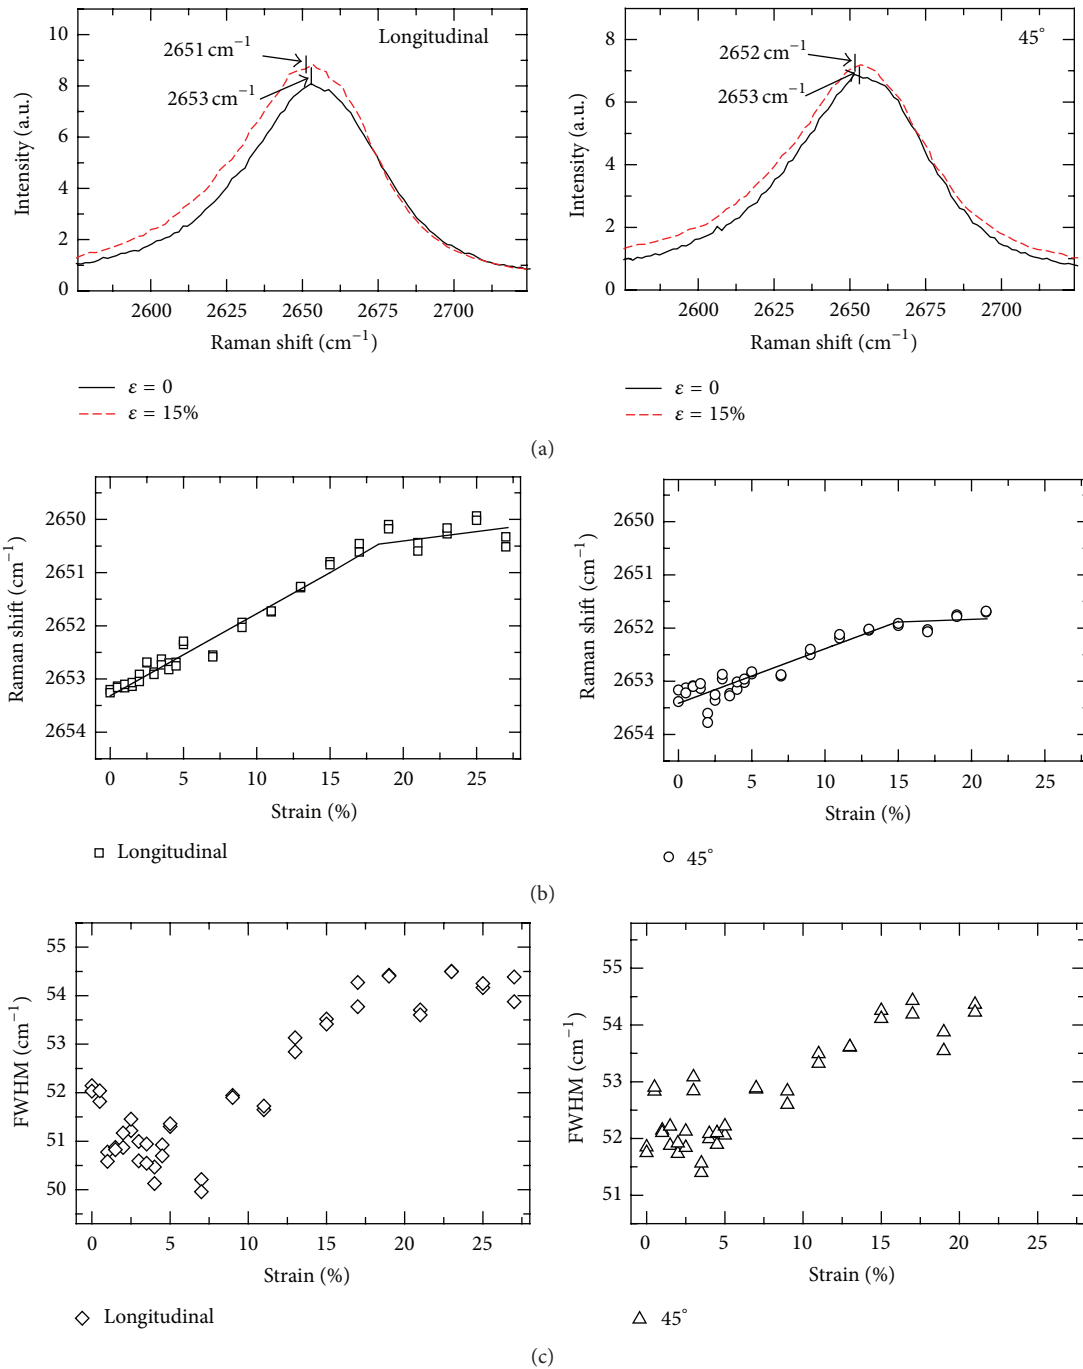 10
8
6
4
2
0
Intensity (a.u.)
2651 cm⁻¹
2653 cm⁻¹
Longitudinal
2600 2625 2653 2675 2700
Raman shift (cm⁻¹)
ε = 0
ε = 15%
8
6
4
2
0
Intensity (a.u.)
2652 cm⁻¹
2653 cm⁻¹
45°
2600 2625 2653 2675 2700
Raman shift (cm⁻¹)
ε = 0
ε = 15%
(a)
2650
2651
2652
2653
2654
Raman shift (cm⁻¹)
0 5 10 15 20 25
Strain (%)
Longitudinal
2650
2651
2652
2653
2654
Raman shift (cm⁻¹)
0 5 10 15 20 25
Strain (%)
45°
(b)
55
54
53
52
51
50
FWHM (cm⁻¹)
0 5 10 15 20 25
Strain (%)
Longitudinal
55
54
53
52
51
FWHM (cm⁻¹)
0 5 10 15 20 25
Strain (%)
45°
(c)